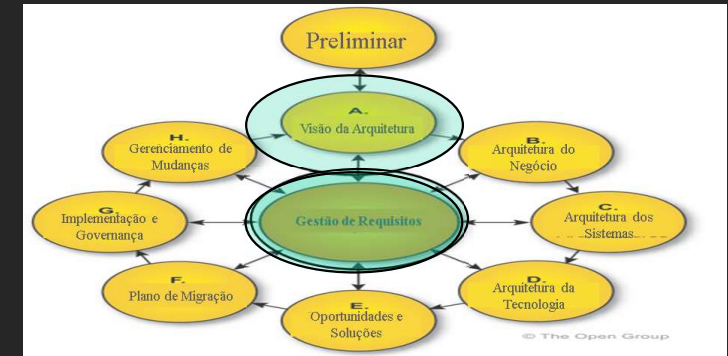 Preliminar
A.
Visão da Arquitetura
H.
Gerenciamento de
Mudanças
B.
Arquitetura do
Negócio
G.
Implementação e
Governança
Gestão de Requisitos
C.
Arquitetura dos
Sistemas
F.
Plano de Migração
E.
Oportunidades e
Soluções
D.
Arquitetura da
Tecnologia
© The Open Group